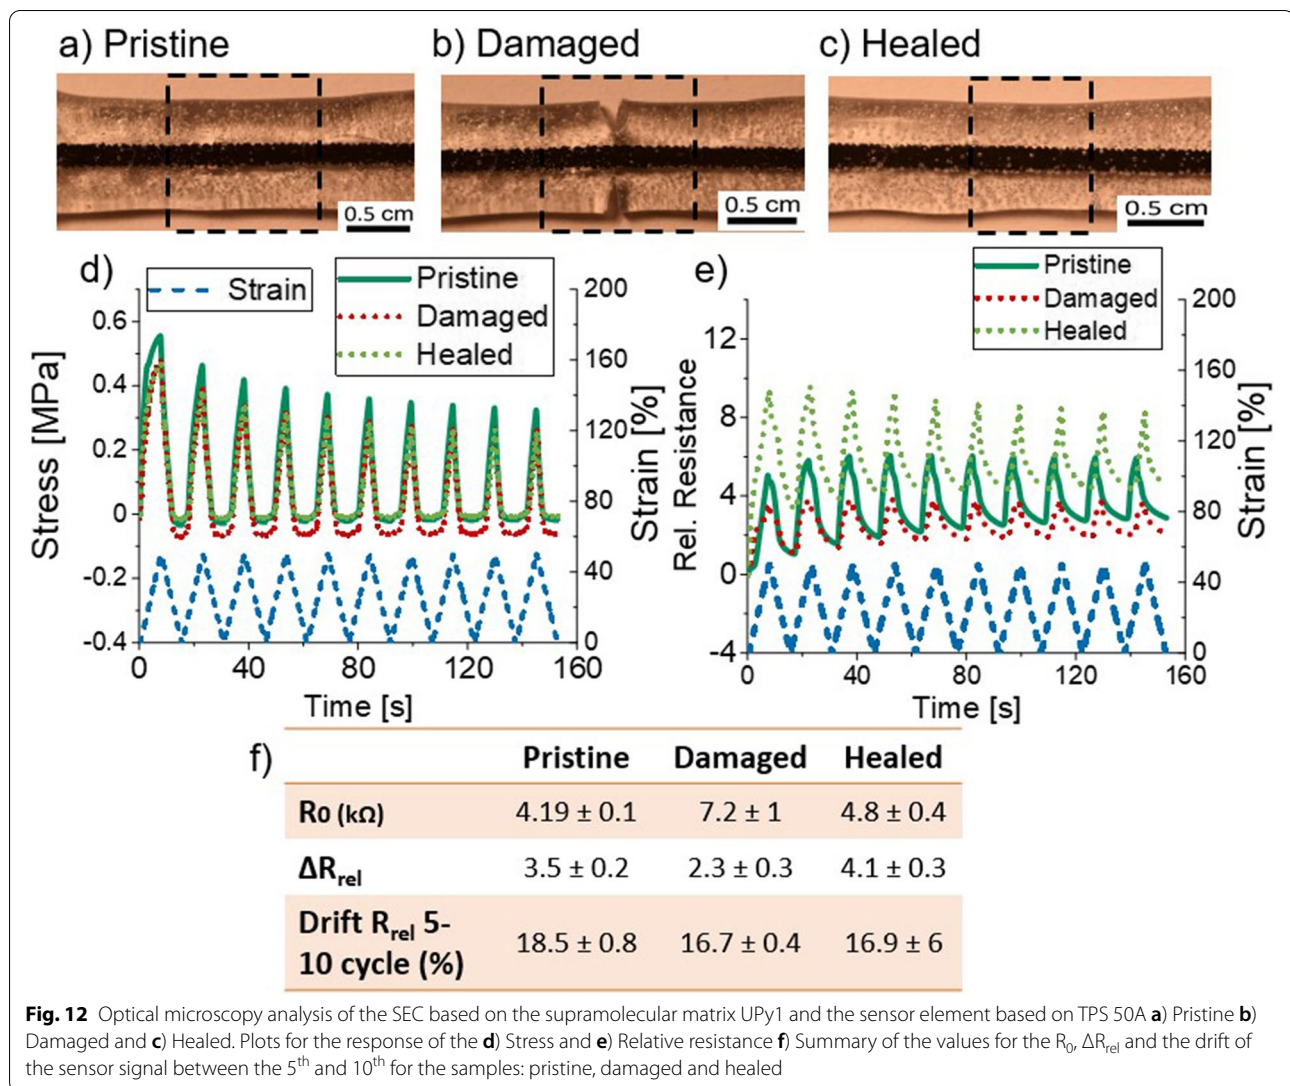 a) Pristine
b) Damaged
c) Healed
0.5 cm
0.5 cm
0.5 cm
d)
Strain
Pristine
Damaged
Healed
Stress [MPa]
0.6
0.4
0.2
0
-0.2
-0.4
200
160
120
80
40
0
Strain [%]
0
40
80
120
160
Time [s]
e)
Pristine
Damaged
Healed
Rel. Resistance
12
8
4
0
-4
200
160
120
80
40
0
Strain [%]
0
40
80
120
160
Time [s]
f)
Pristine Damaged Healed
R0 (kΩ) 4.19 ± 0.1 7.2 ± 1 4.8 ± 0.4
ΔRrel 3.5 ± 0.2 2.3 ± 0.3 4.1 ± 0.3
Drift Rrel 5-
10 cycle (%) 18.5 ± 0.8 16.7 ± 0.4 16.9 ± 6
Fig. 12 Optical microscopy analysis of the SEC based on the supramolecular matrix UPy1 and the sensor element based on TPS 50A a) Pristine b)
Damaged and c) Healed. Plots for the response of the d) Stress and e) Relative resistance f) Summary of the values for the R0, ΔRrel and the drift of
the sensor signal between the 5th and 10th for the samples: pristine, damaged and healed